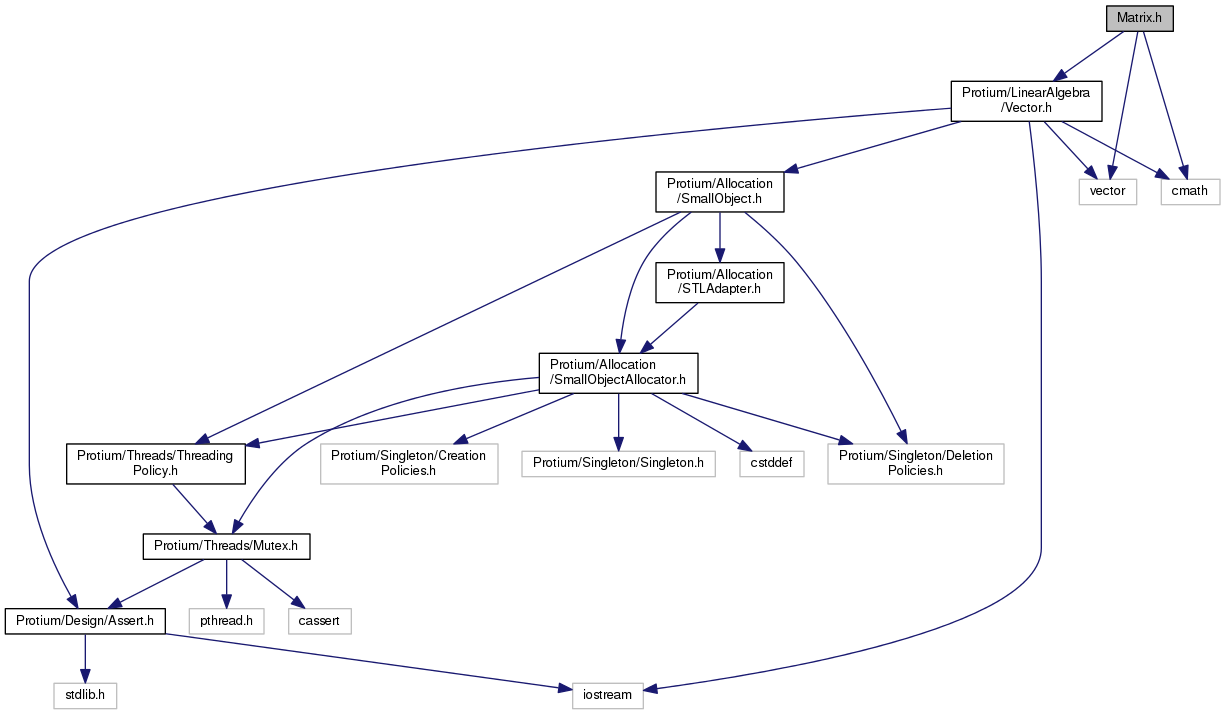 Matrix.h
Protium/LinearAlgebra
/Vector.h
Protium/Allocation
/SmallObject.h
vector
cmath
Protium/Allocation
/STLAdapter.h
Protium/Allocation
/SmallObjectAllocator.h
Protium/Threads/Threading
Policy.h
Protium/Singleton/Creation
Policies.h
Protium/Singleton/Singleton.h
cstddef
Protium/Singleton/Deletion
Policies.h
Protium/Threads/Mutex.h
Protium/Design/Assert.h
pthread.h
cassert
stdlib.h
iostream